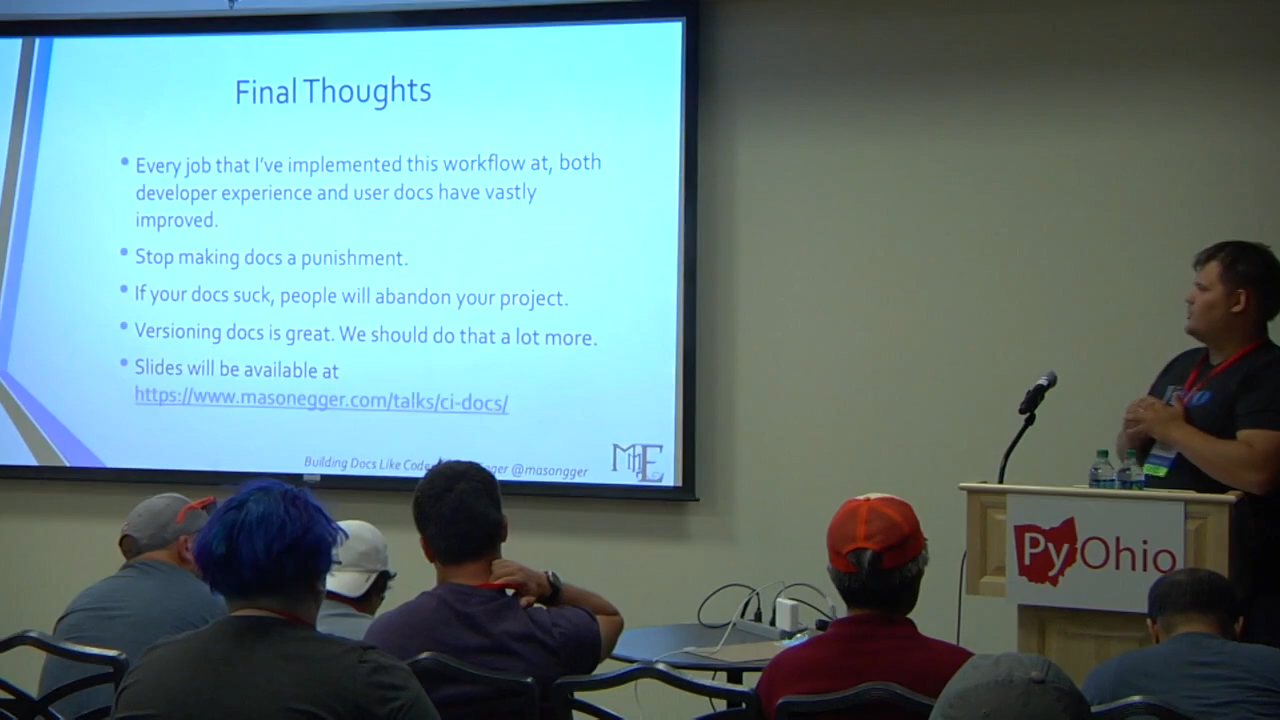 Final Thoughts
• Every job that I've implemented this workflow at, both
developer experience and user docs have vastly
improved.
• Stop making docs a punishment.
• If your docs suck, people will abandon your project.
• Versioning docs is great. We should do that a lot more.
• Slides will be available at
https://www.masonegger.com/talks/ci-docs/
Building Docs Like Code @masongger
PyOhio